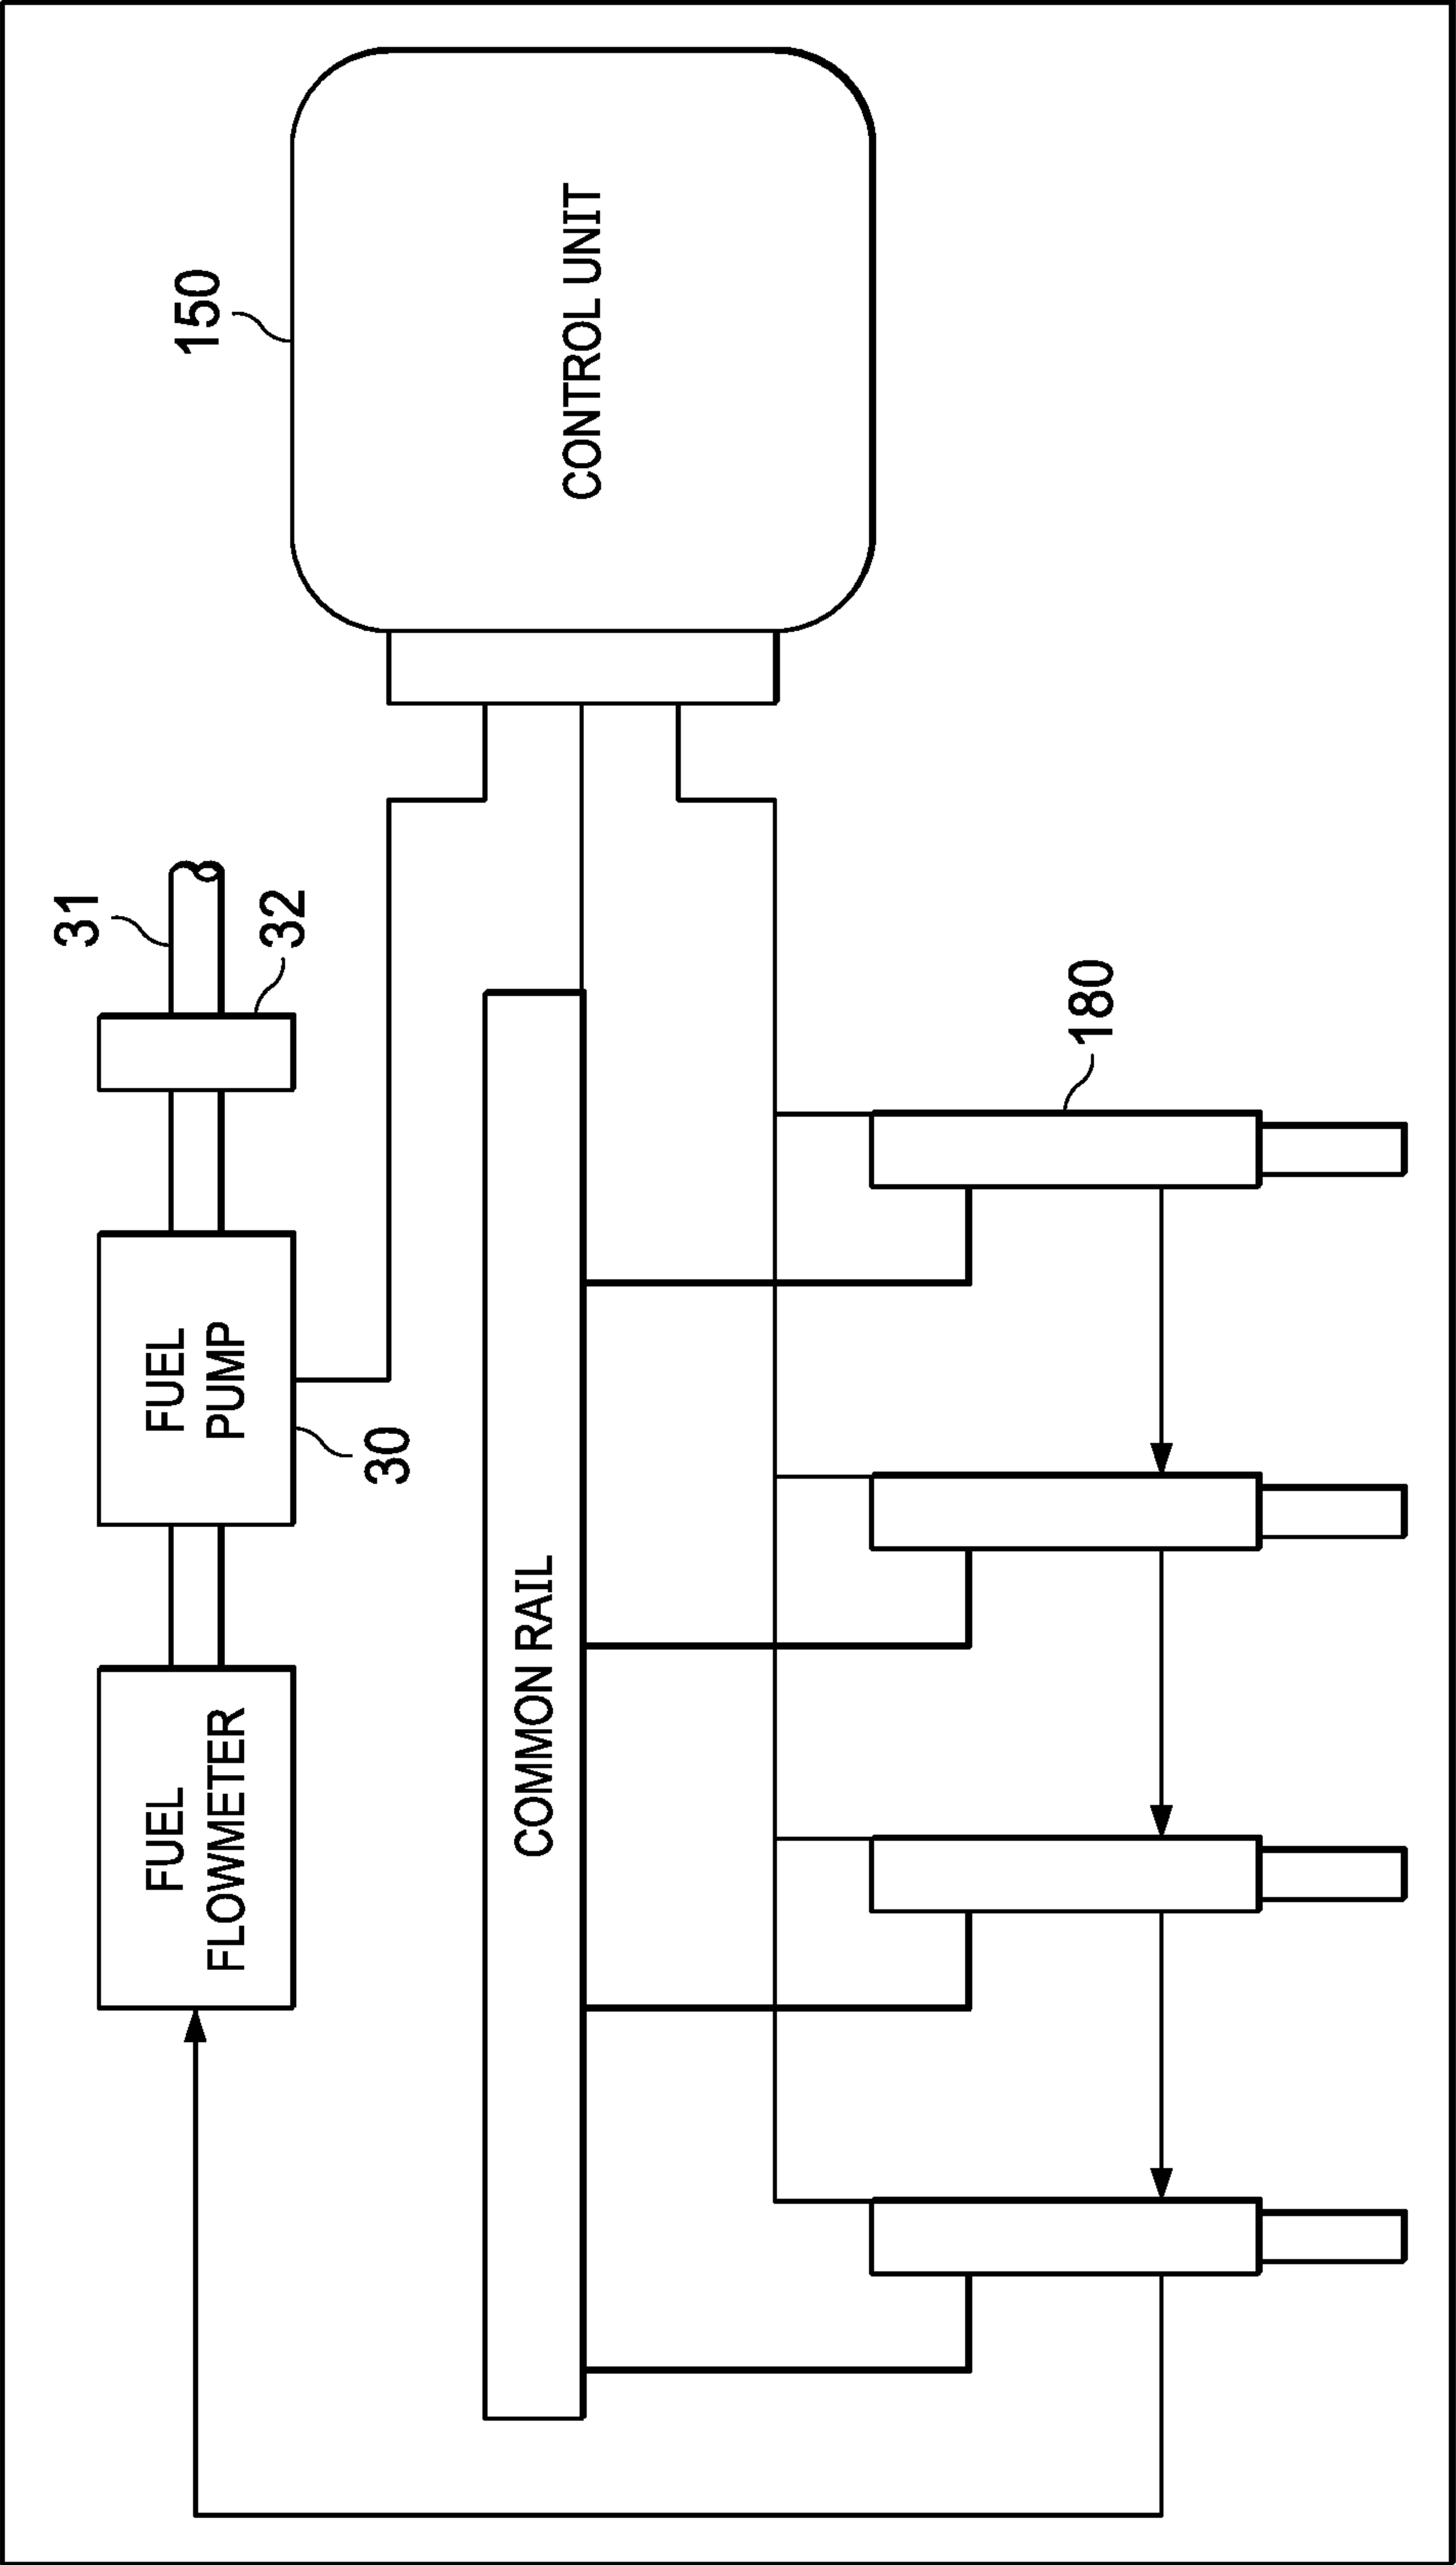 FUEL
FLOWMETER
FUEL
PUMP
30
31
32
150
COMMON RAIL
CONTROL UNIT
180